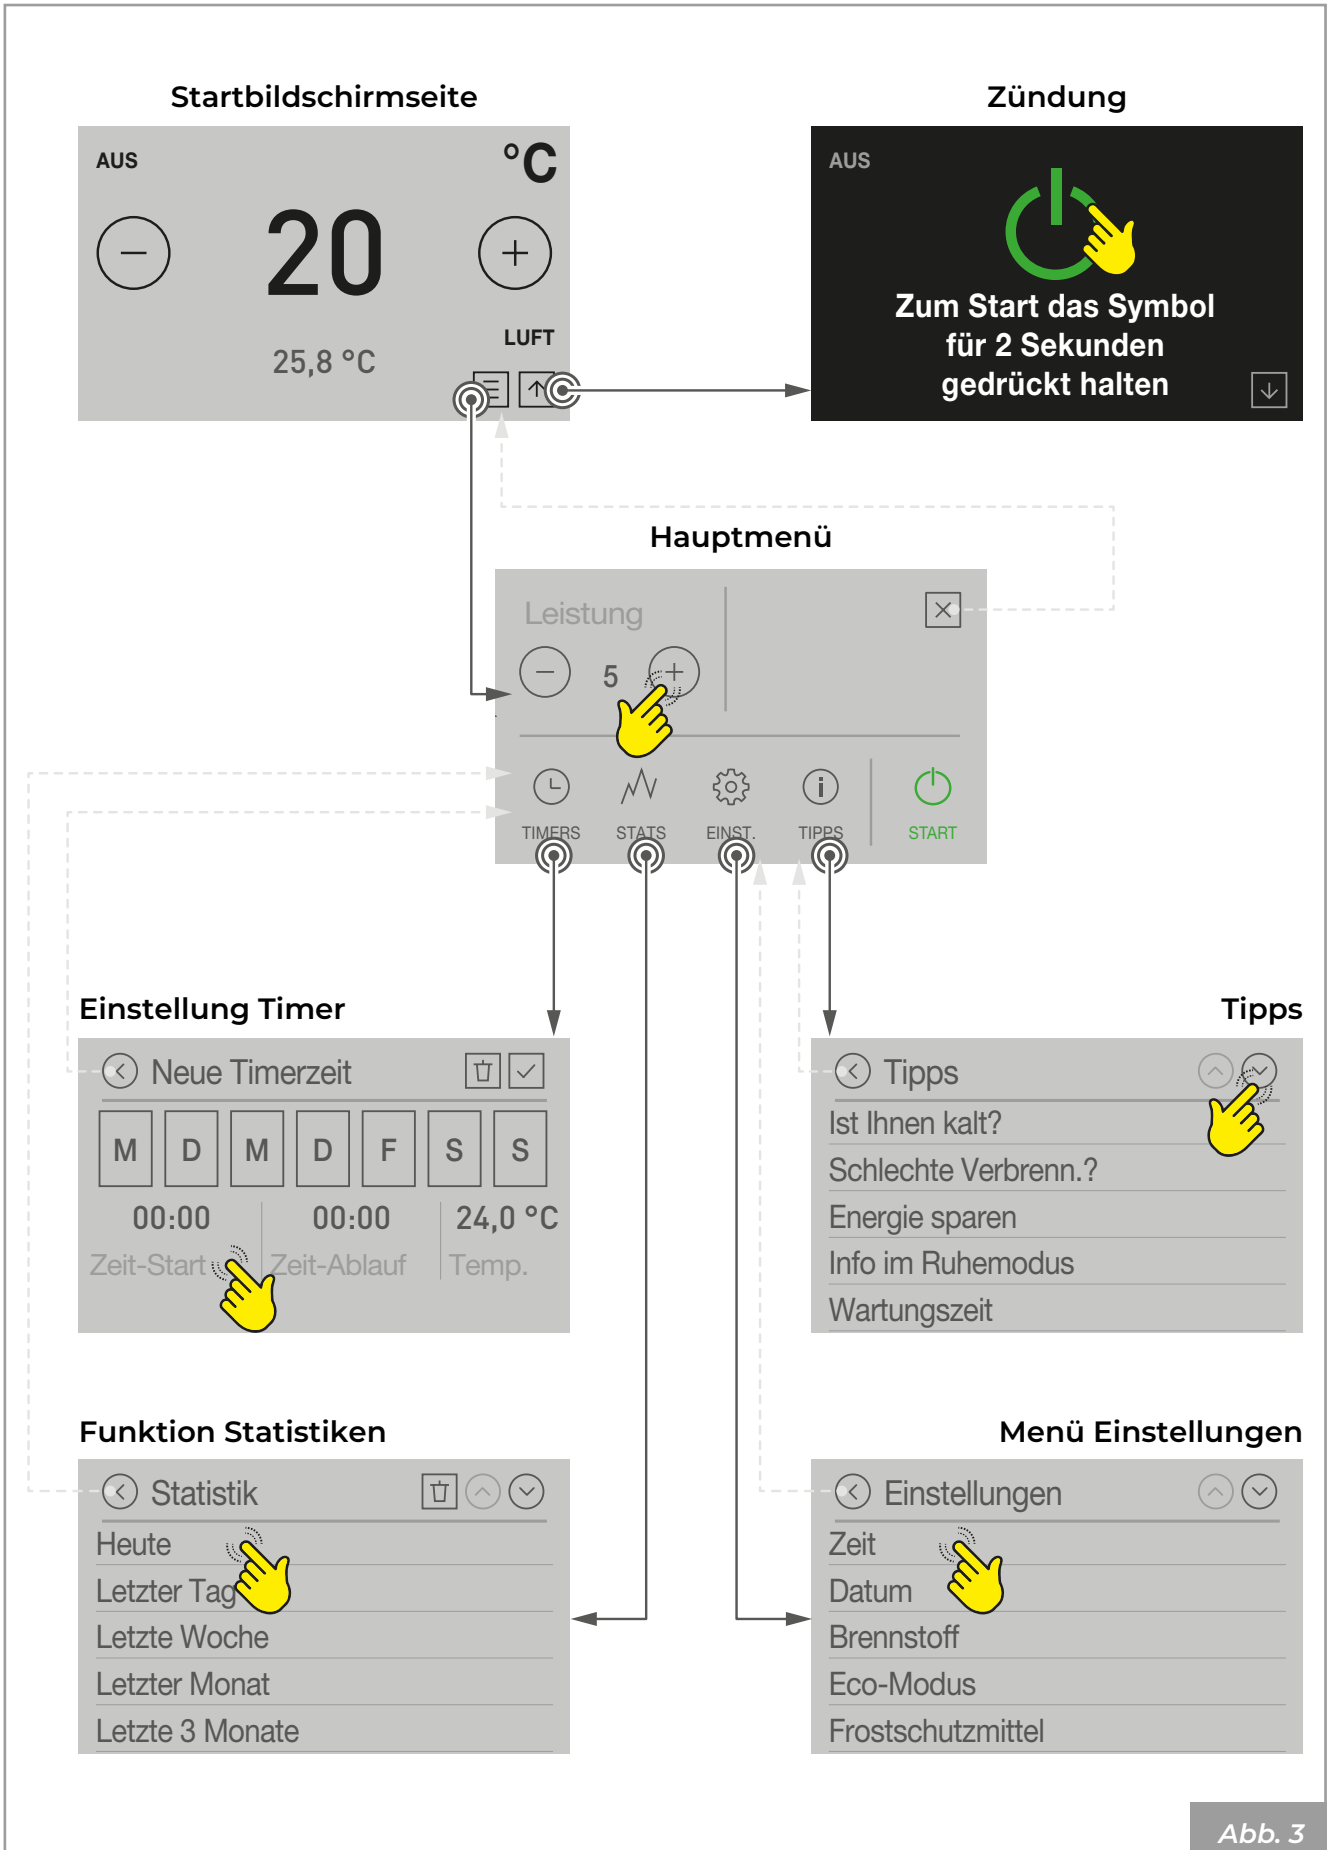 Startbildschirmseite
AUS
°C
20
LUFT
25,8 °C
Zündung
AUS
Zum Start das Symbol
für 2 Sekunden
gedrückt halten
Hauptmenü
Leistung
5
TIMERS STATS EINST. TIPPS START
Einstellung Timer
Neue Timerzeit
M D M D F S S
00:00 00:00 24,0 °C
Zeit-Start Zeit-Ablauf Temp.
Tipps
Tipps
Ist Ihnen kalt?
Schlechte Verbrenn.?
Energie sparen
Info im Ruhemodus
Wartungszeit
Funktion Statistiken
Statistik
Heute
Letzter Tag
Letzte Woche
Letzter Monat
Letzte 3 Monate
Menü Einstellungen
Einstellungen
Zeit
Datum
Brennstoff
Eco-Modus
Frostschutzmittel
Abb. 3